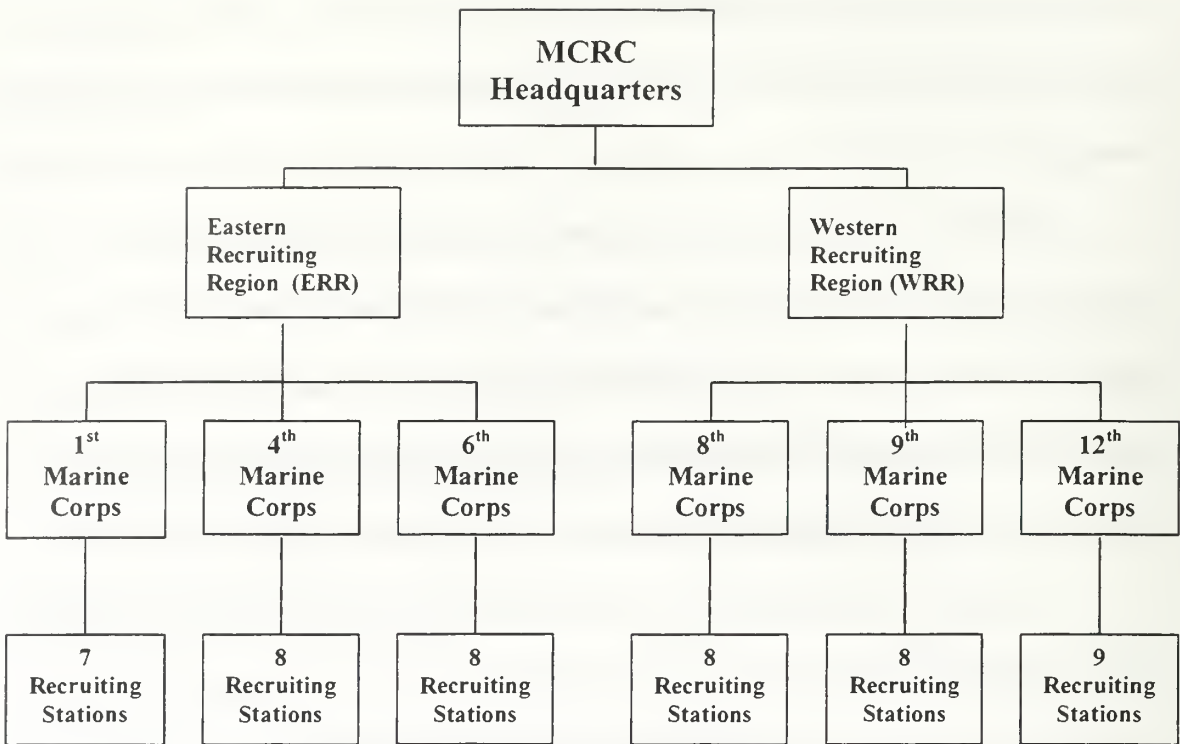 MCRC
Headquarters
Eastern
Recruiting
Region (ERR)
Western
Recruiting
Region (WRR)
1st
Marine
Corps
4th
Marine
Corps
6th
Marine
Corps
8th
Marine
Corps
9th
Marine
Corps
12th
Marine
Corps
7
Recruiting
Stations
8
Recruiting
Stations
8
Recruiting
Stations
8
Recruiting
Stations
8
Recruiting
Stations
9
Recruiting
Stations